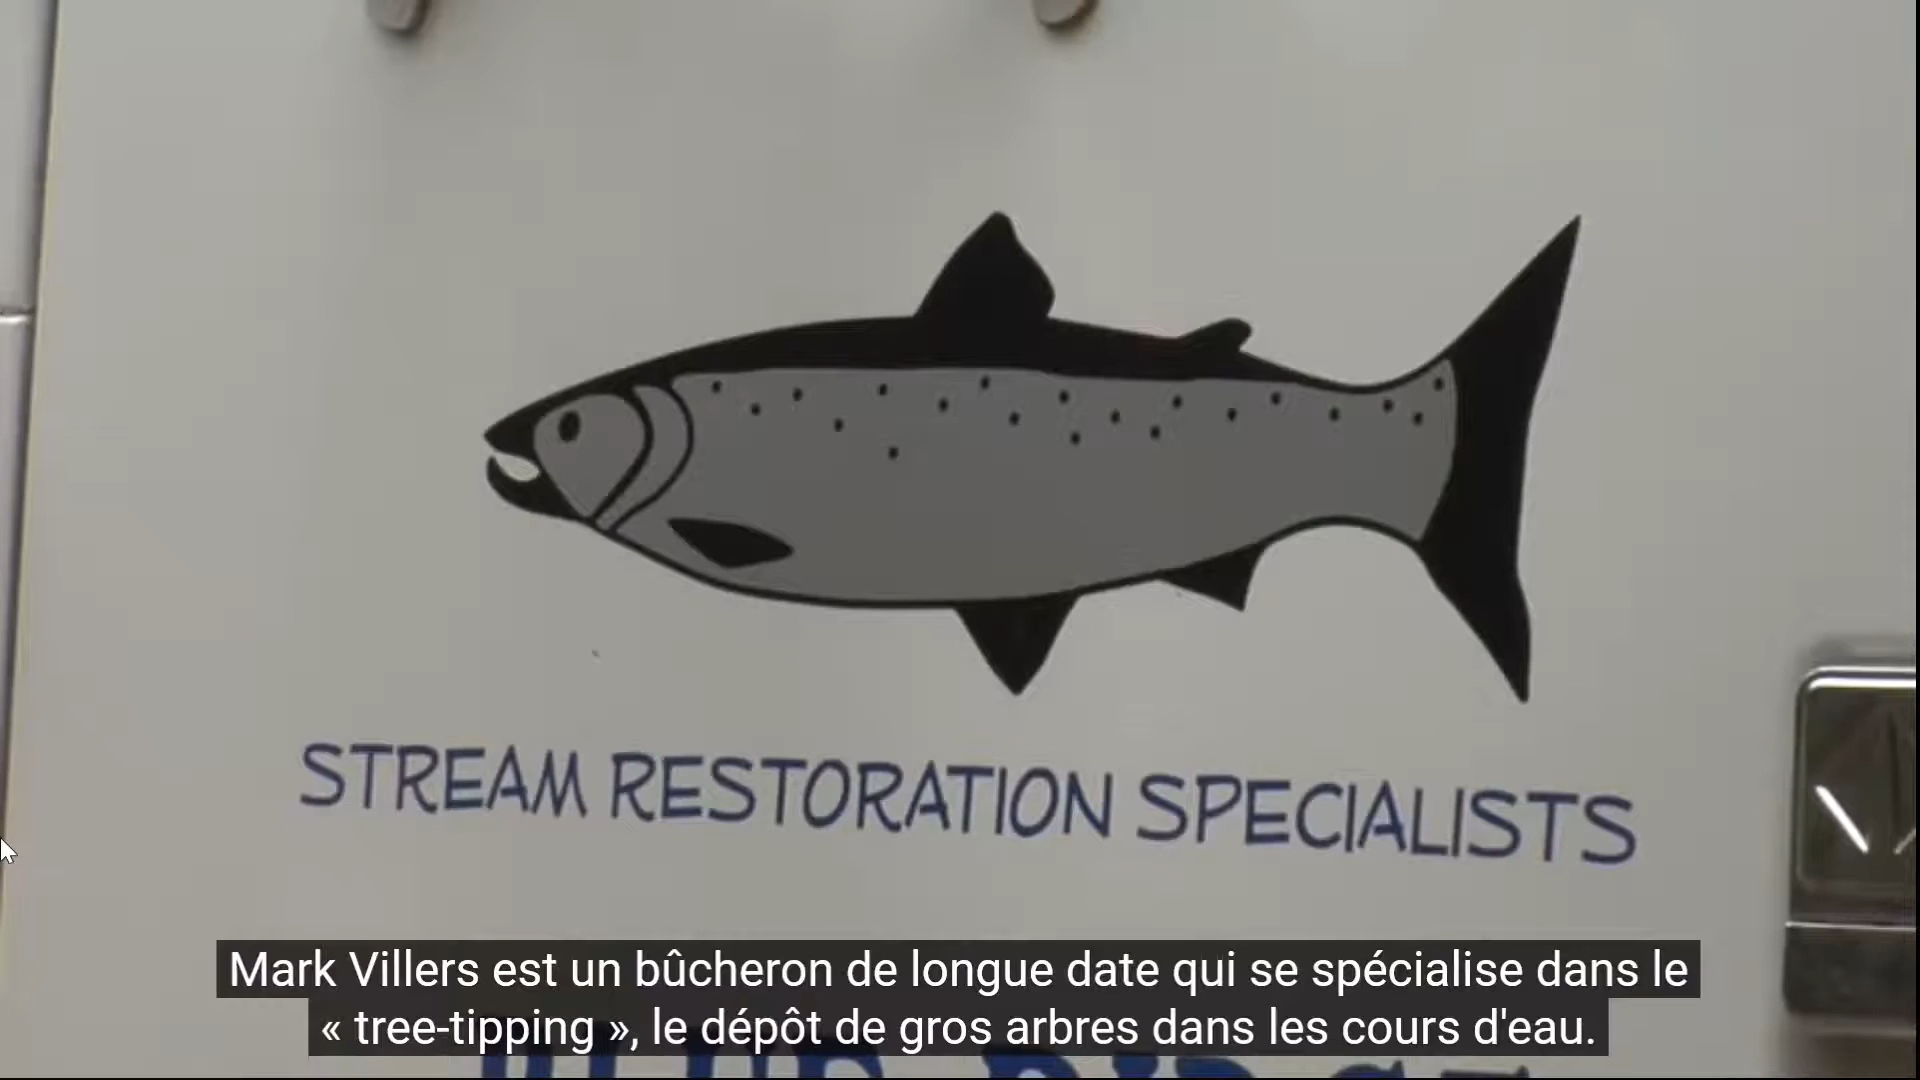 STREAM RESTORATION SPECIALISTS
Mark Villers est un bûcheron de longue date qui se spécialise dans le
« tree-tipping », le dépôt de gros arbres dans les cours d'eau.